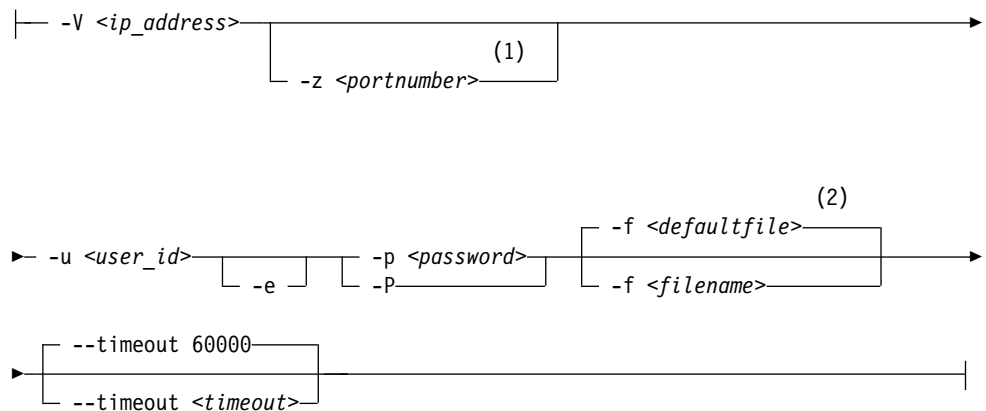 -V <ip_address>
(1)
-z <portnumber>
(2)
-f <defaultfile>
-u <user_id> -p <password>
-e -P -f <filename>
--timeout 60000
--timeout <timeout>